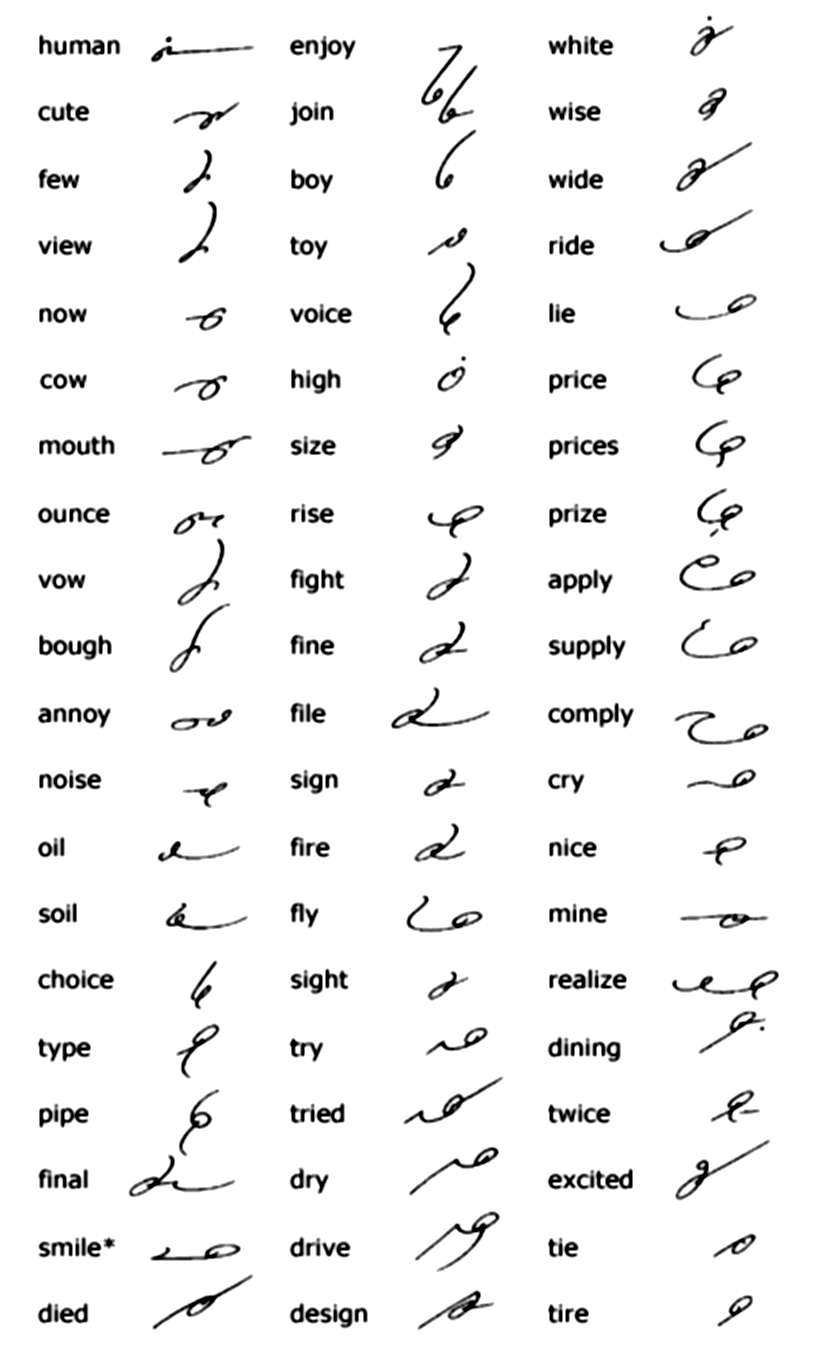 human enjoy white
cute join wise
few boy wide
view toy ride
now voice lie
cow high price
mouth size prices
ounce rise prize
vow fight apply
bough fine supply
annoy file comply
noise sign cry
oil fire nice
soil fly mine
choice sight realize
type try dining
pipe tried twice
final dry excited
smile* drive tie
died design tire